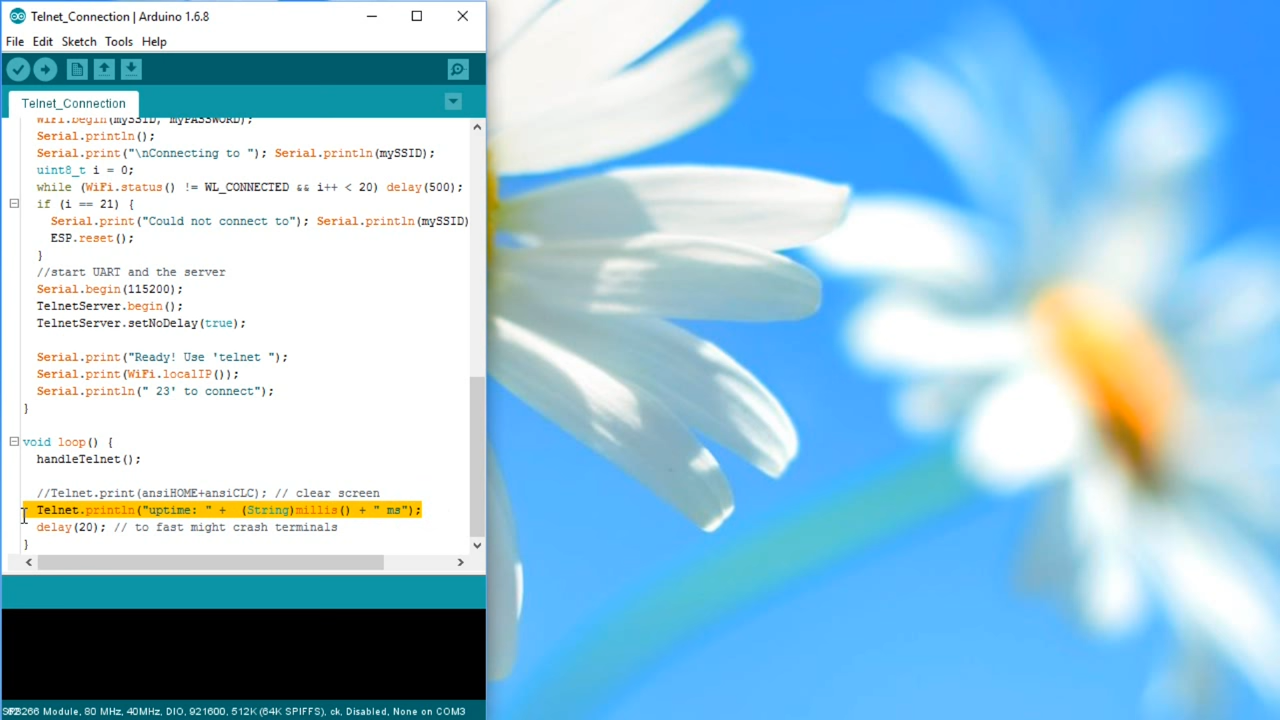 Telnet_Connection | Arduino 1.6.8
File Edit Sketch Tools Help
Telnet_Connection
WiFi.begin(mySSID, myPASSWORD);
Serial.println();
Serial.print("\nConnecting to "); Serial.println(mySSID);
uint8_t i = 0;
while (WiFi.status() != WL_CONNECTED && i++ < 20) delay(500);
if (i == 21) {
Serial.print("Could not connect to"); Serial.println(mySSID)
ESP.reset();
}
//start UART and the server
Serial.begin(115200);
TelnetServer.begin();
TelnetServer.setNoDelay(true);
Serial.print("Ready! Use 'telnet ");
Serial.print(WiFi.localIP());
Serial.println(" 23' to connect");
}
void loop() {
handleTelnet();
//Telnet.print(ansiHOME+ansiCLC); // clear screen
Telnet.println("uptime: " +  (String)millis() + " ms");
delay(20); // to fast might crash terminals
}
Module, 80 MHz, 40MHz, DIO, 921600, 512K (64K SPIFFS), ck, Disabled, None on COM3